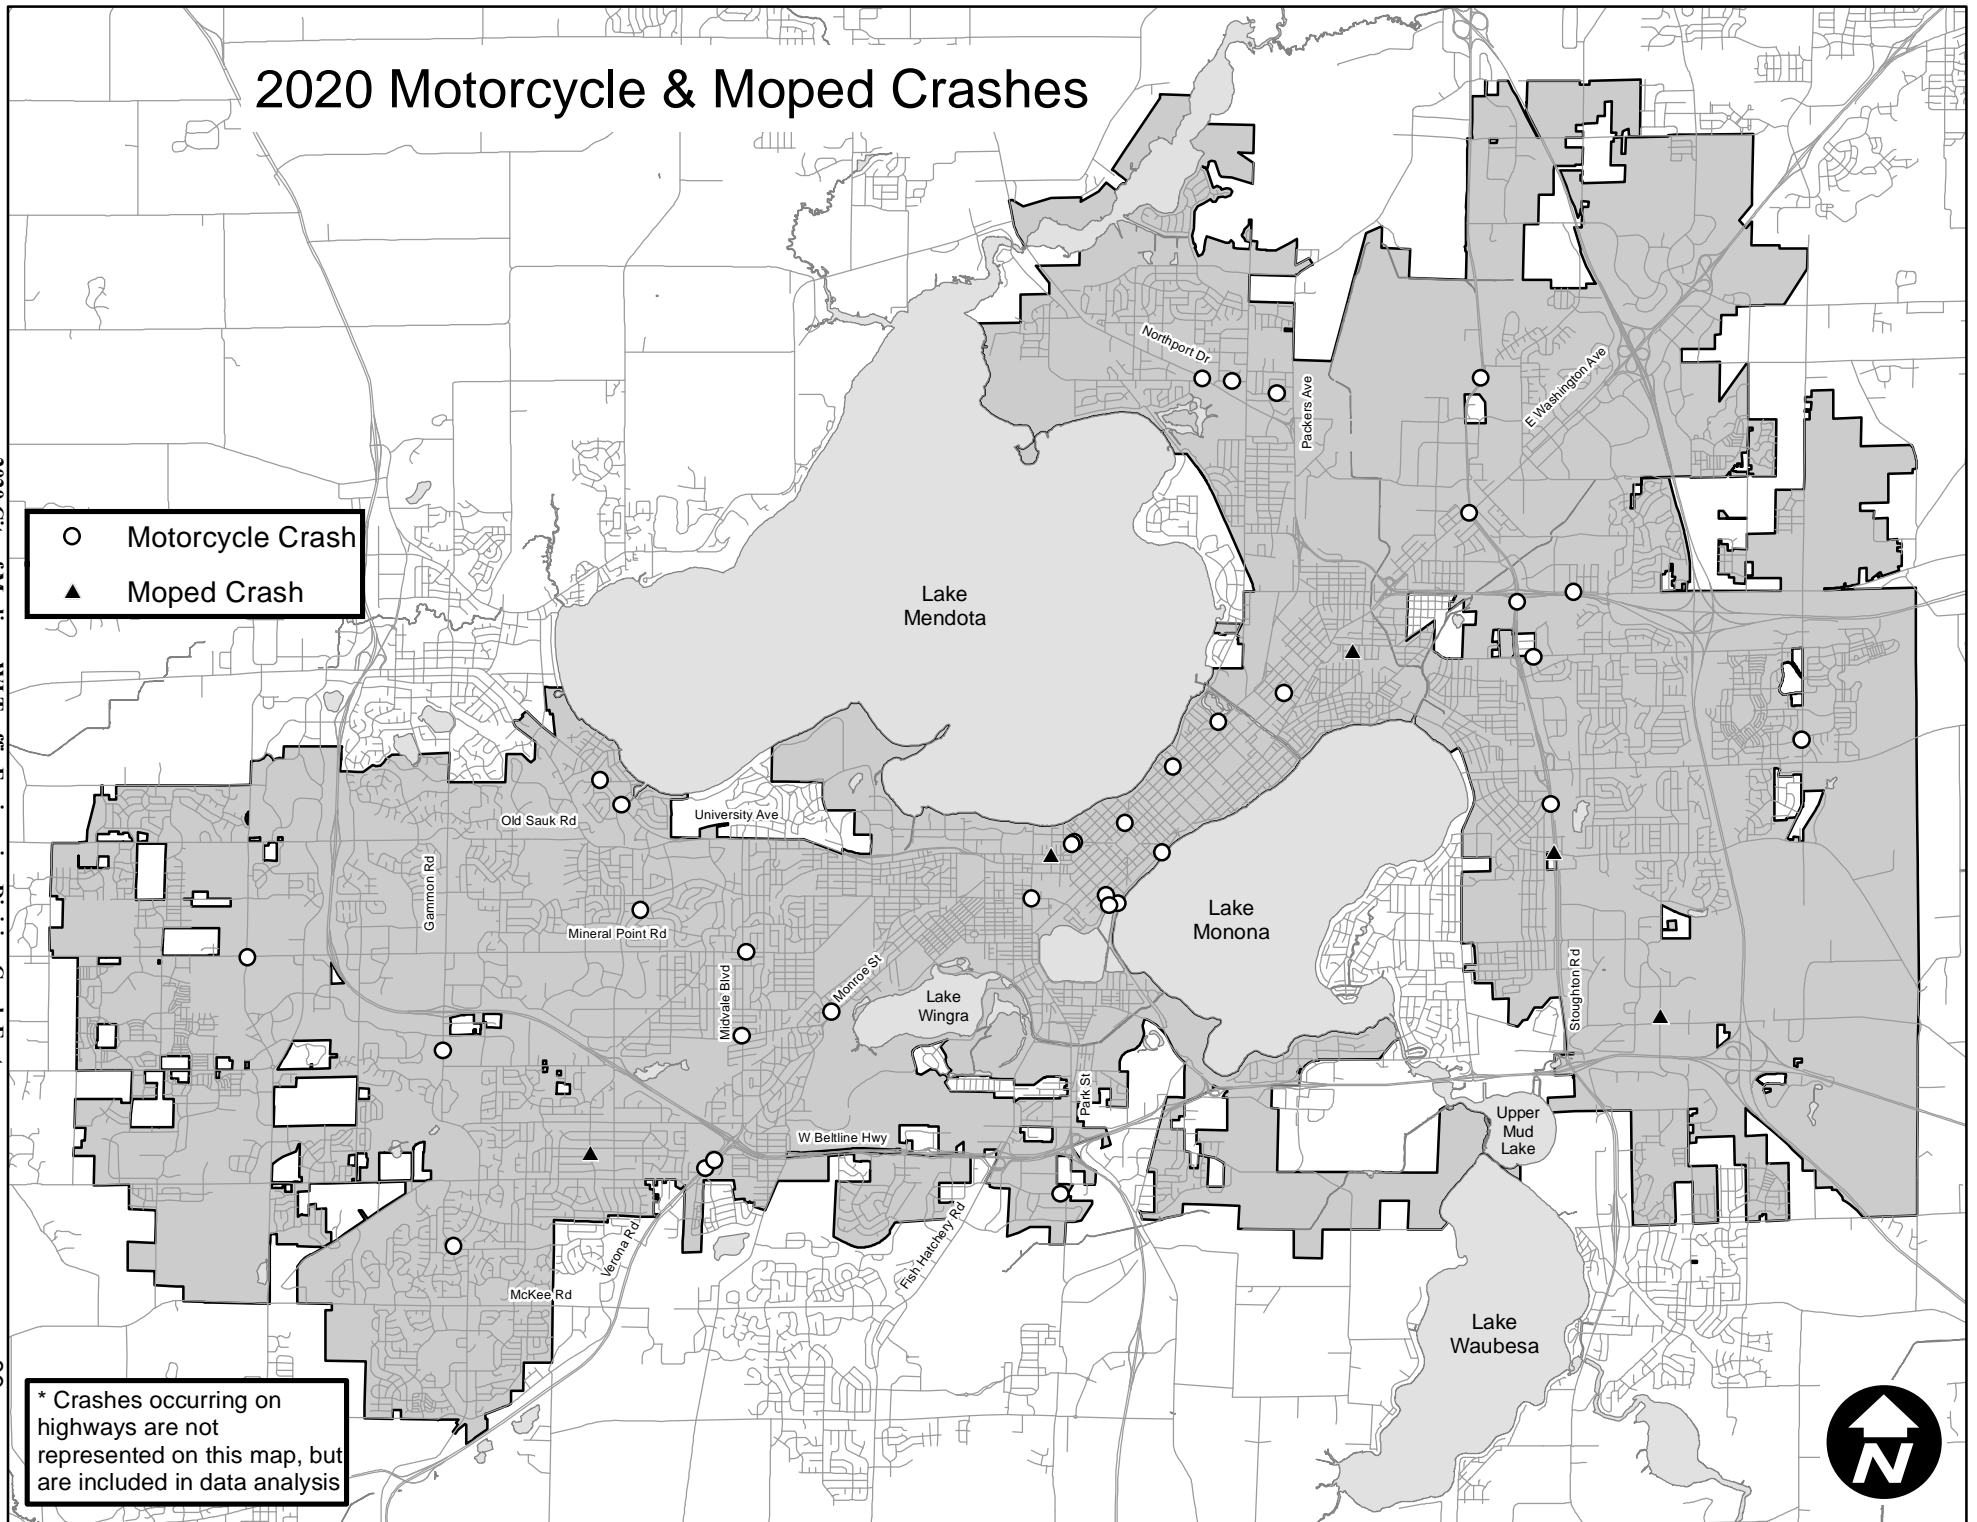 2020 Motorcycle & Moped Crashes
Northport Dr
Packers Ave
E Washington Ave
Motorcycle Crash
Moped Crash
Lake
Mendota
Old Sauk Rd
University Ave
Gammon Rd
Mineral Point Rd
Midvale Blvd
Monroe St
Lake
Wingra
Lake
Monona
Stoughton Rd
Park St
W Beltline Hwy
Upper
Mud
Lake
Verona Rd
Fish Hatchery Rd
McKee Rd
Lake
Waubesa
* Crashes occurring on
highways are not
represented on this map, but
are included in data analysis
N